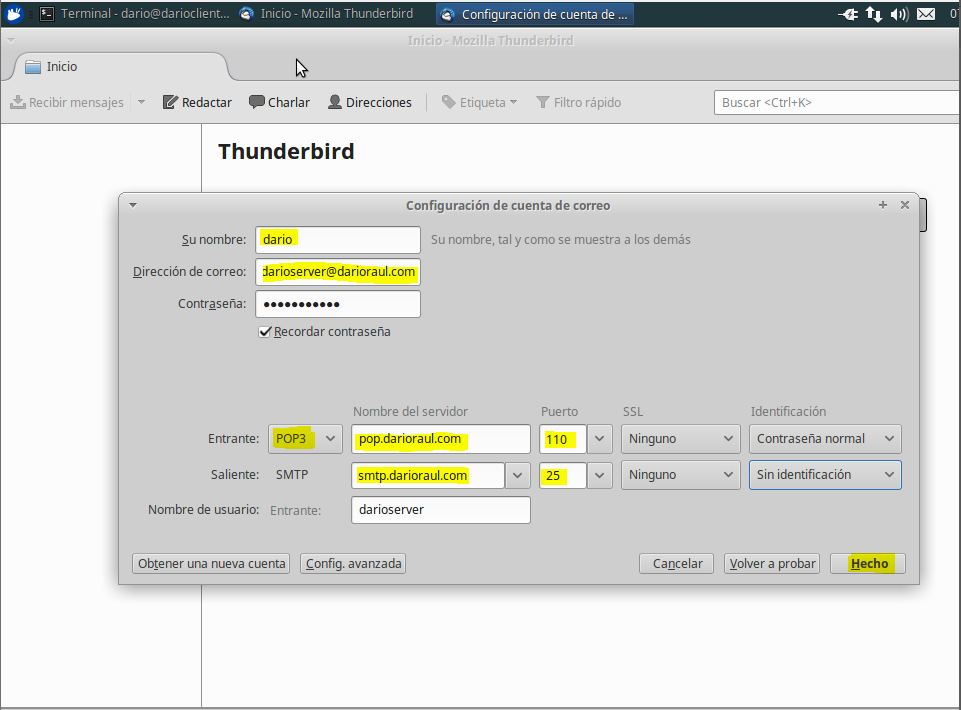 Terminal - dario@darioclient...
Inicio - Mozilla Thunderbird
Configuración de cuenta de ...
Inicio - Mozilla Thunderbird
Inicio
Recibir mensajes
Redactar
Charlar
Direcciones
Etiqueta
Filtro rápido
Buscar <Ctrl+K>
Thunderbird
Configuración de cuenta de correo
Su nombre: dario Su nombre, tal y como se muestra a los demás
Dirección de correo: darioserver@darioraul.com
Contraseña: •••••••••••
Recordar contraseña
Nombre del servidor Puerto SSL Identificación
Entrante: POP3 pop.darioraul.com 110 Ninguno Contraseña normal
Saliente: SMTP smtp.darioraul.com 25 Ninguno Sin identificación
Nombre de usuario: Entrante: darioserver
Obtener una nueva cuenta Config. avanzada Cancelar Volver a probar Hecho